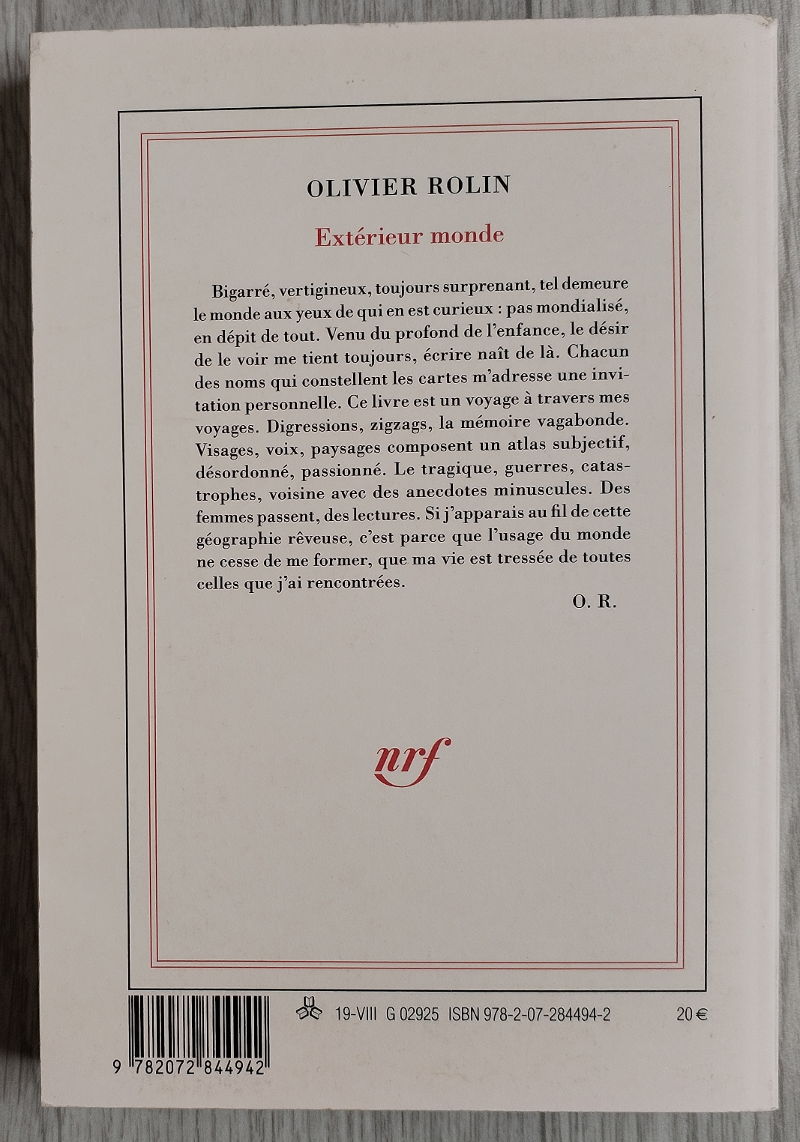 OLIVIER ROLIN
Extérieur monde
Bigarré, vertigineux, toujours surprenant, tel demeure
le monde aux yeux de qui en est curieux : pas mondialisé,
en dépit de tout. Venu du profond de l'enfance, le désir
de le voir me tient toujours, écrire naît de là. Chacun
des noms qui constellent les cartes m'adresse une invi-
tation personnelle. Ce livre est un voyage à travers mes
voyages. Digressions, zigzags, la mémoire vagabonde.
Visages, voix, paysages composent un atlas subjectif,
désordonné, passionné. Le tragique, guerres, catas-
trophes, voisine avec des anecdotes minuscules. Des
femmes passent, des lectures. Si j'apparais au fil de cette
géographie rêveuse, c'est parce que l'usage du monde
ne cesse de me former, que ma vie est tressée de toutes
celles que j'ai rencontrées.
O. R.
nrf
19-VIII G 02925 ISBN 978-2-07-284494-2 20 €
9 782072 844942